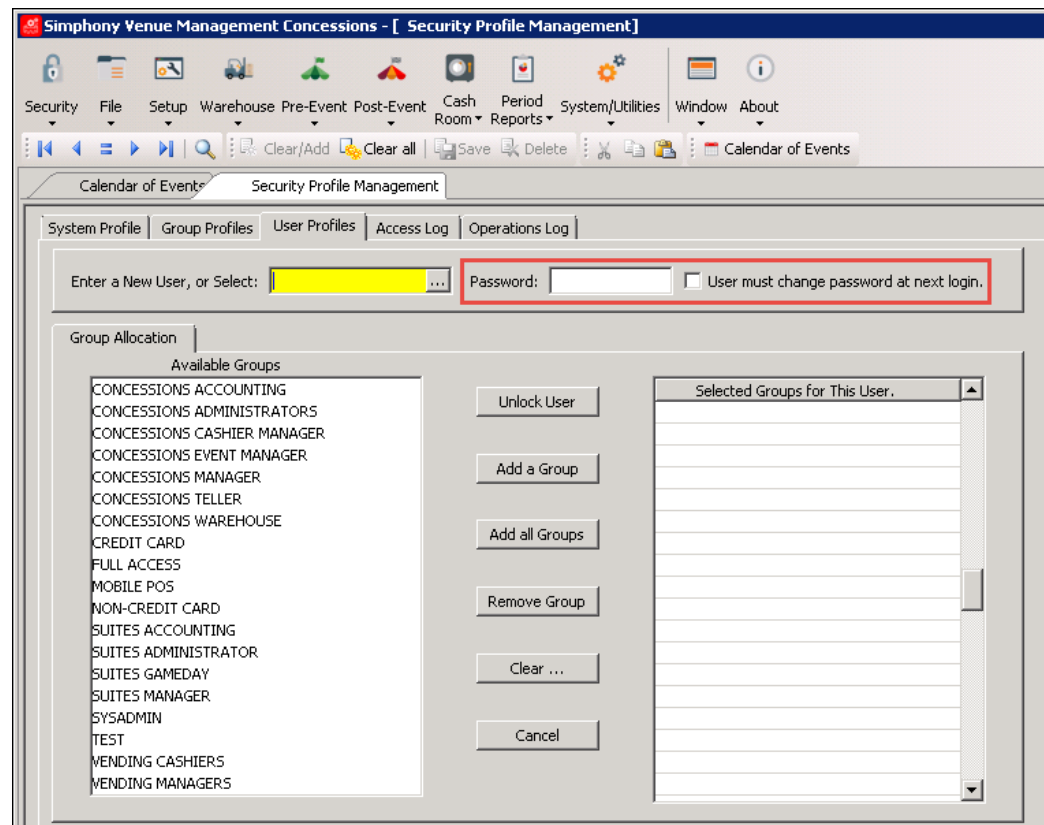 Simphony Venue Management Concessions - [ Security Profile Management]
Security File Setup Warehouse Pre-Event Post-Event Cash Room Period Reports System/Utilities Window About
Clear/Add Clear all Save Delete Calendar of Events
Calendar of Events Security Profile Management
System Profile Group Profiles User Profiles Access Log Operations Log
Enter a New User, or Select: ... Password: User must change password at next login.
Group Allocation
Available Groups
CONCESSIONS ACCOUNTING
CONCESSIONS ADMINISTRATORS
CONCESSIONS CASHIER MANAGER
CONCESSIONS EVENT MANAGER
CONCESSIONS MANAGER
CONCESSIONS TELLER
CONCESSIONS WAREHOUSE
CREDIT CARD
FULL ACCESS
MOBILE POS
NON-CREDIT CARD
SUITES ACCOUNTING
SUITES ADMINISTRATOR
SUITES GAMEDAY
SUITES MANAGER
SYSADMIN
TEST
VENDING CASHIERS
VENDING MANAGERS
Unlock User
Add a Group
Add all Groups
Remove Group
Clear ...
Cancel
Selected Groups for This User.